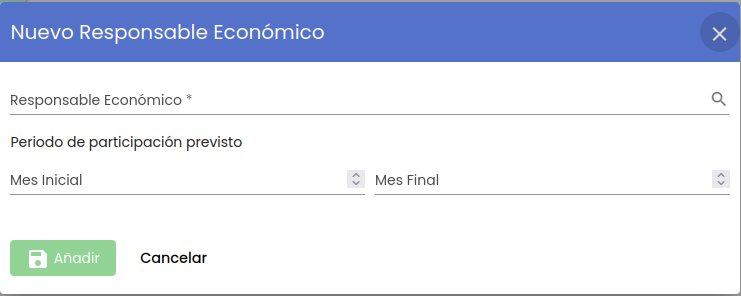 Nuevo Responsable Económico
Responsable Económico *
Periodo de participación previsto
Mes Inicial Mes Final
Añadir Cancelar